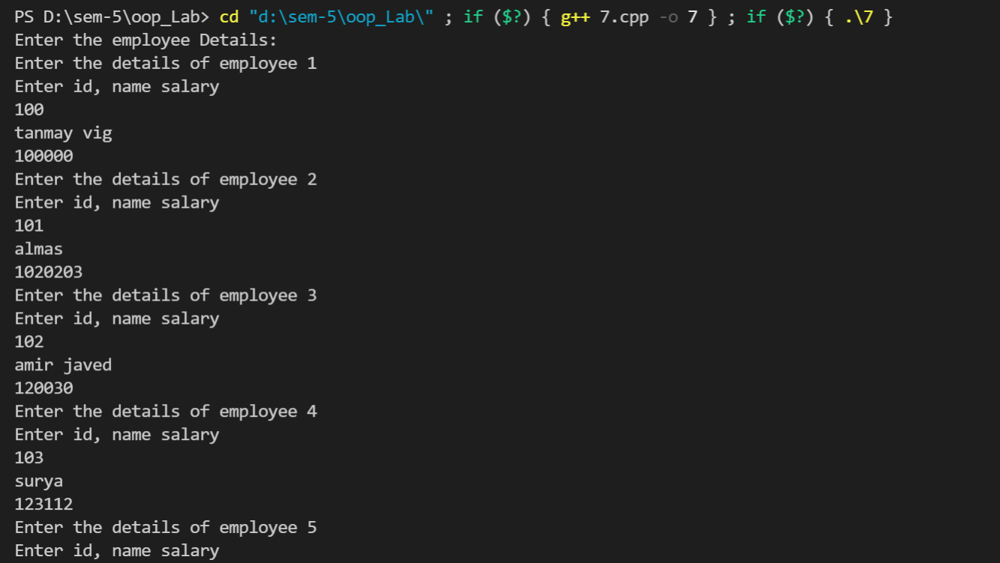 PS D:\sem-5\oop_Lab> cd "d:\sem-5\oop_Lab\" ; if ($?) { g++ 7.cpp -o 7 } ; if ($?) { .\7 }
Enter the employee Details:
Enter the details of employee 1
Enter id, name salary
100
tanmay vig
100000
Enter the details of employee 2
Enter id, name salary
101
almas
1020203
Enter the details of employee 3
Enter id, name salary
102
amir javed
120030
Enter the details of employee 4
Enter id, name salary
103
surya
123112
Enter the details of employee 5
Enter id, name salary